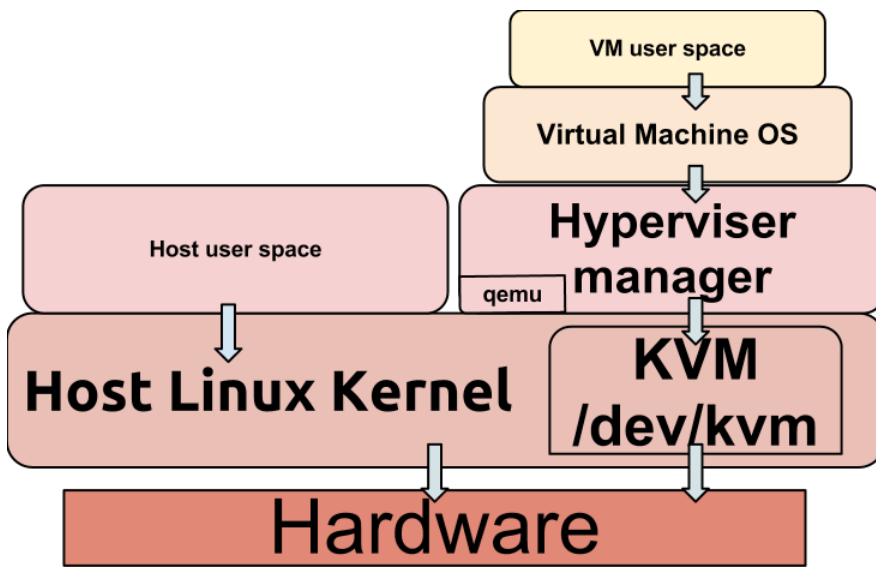 VM user space
Virtual Machine OS
Hyperviser
manager
Host user space
qemu
Host Linux Kernel
KVM
/dev/kvm
Hardware